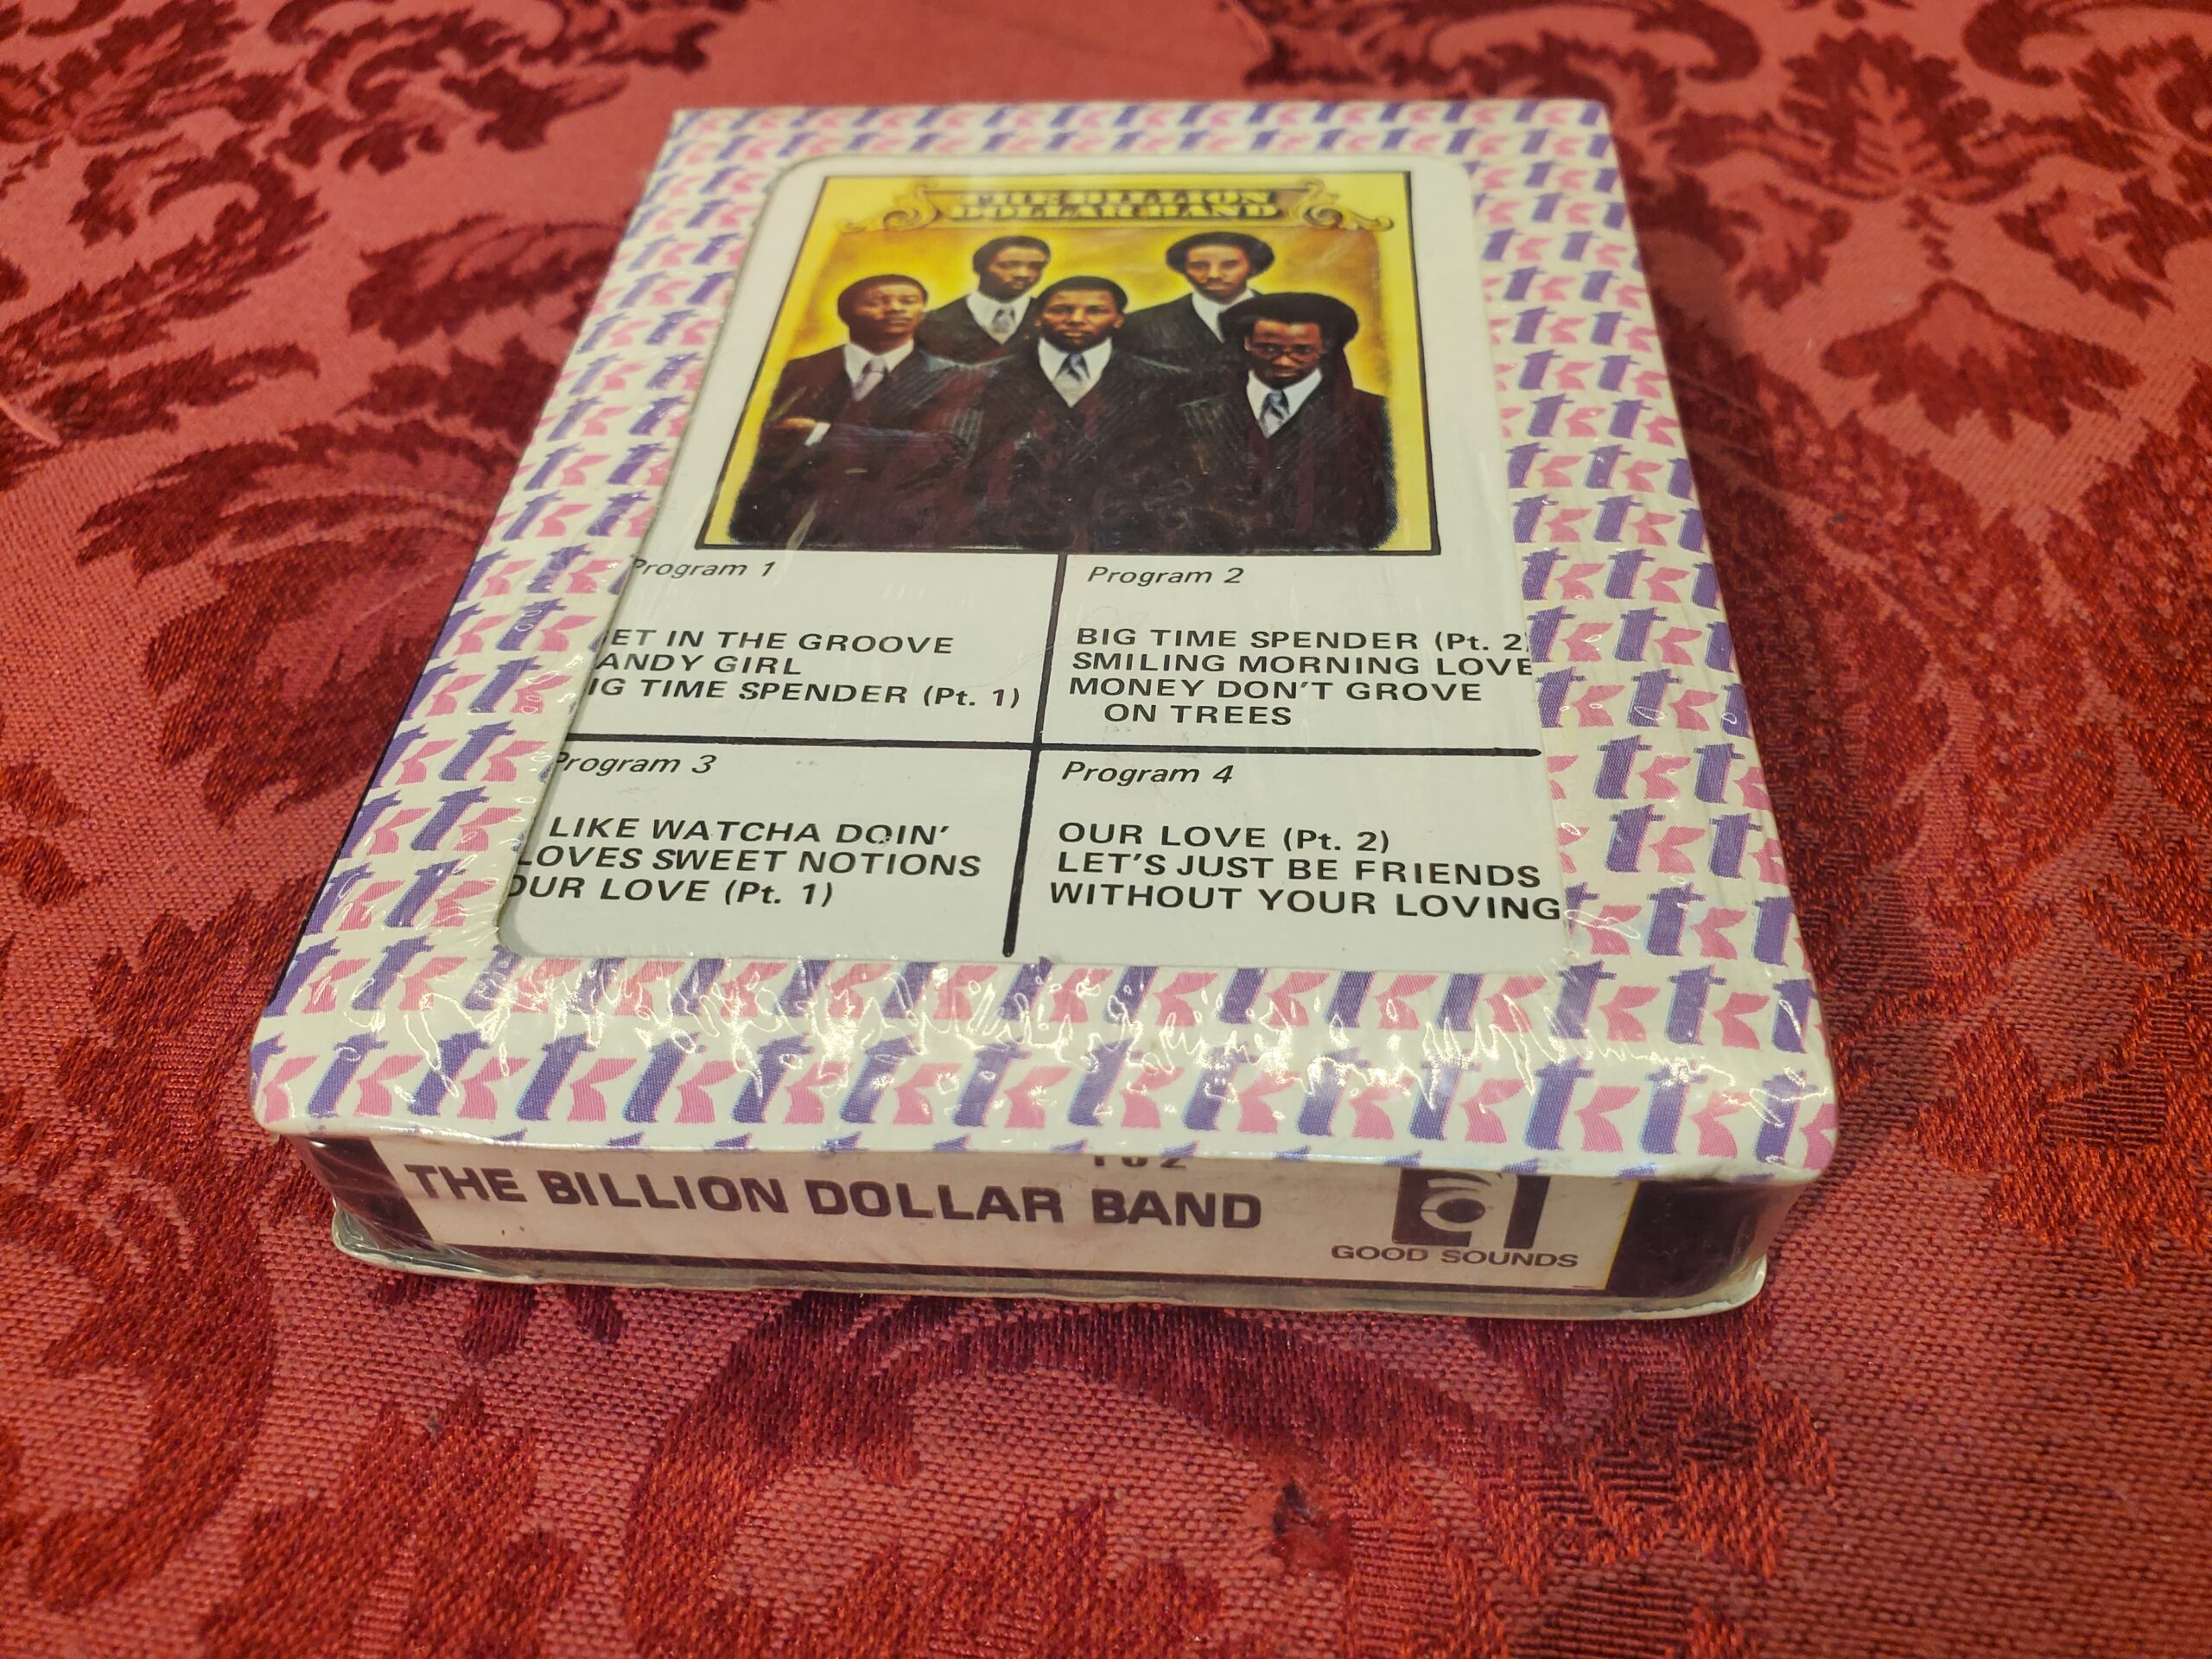 THE BILLION
DOLLAR BAND
Program 1
ET IN THE GROOVE
ANDY GIRL
IG TIME SPENDER (Pt. 1)
Program 2
BIG TIME SPENDER (Pt. 2)
SMILING MORNING LOVE
MONEY DON'T GROVE
ON TREES
Program 3
LIKE WATCHA DOIN'
LOVES SWEET NOTIONS
OUR LOVE (Pt. 1)
Program 4
OUR LOVE (Pt. 2)
LET'S JUST BE FRIENDS
WITHOUT YOUR LOVING
THE BILLION DOLLAR BAND
GOOD SOUNDS